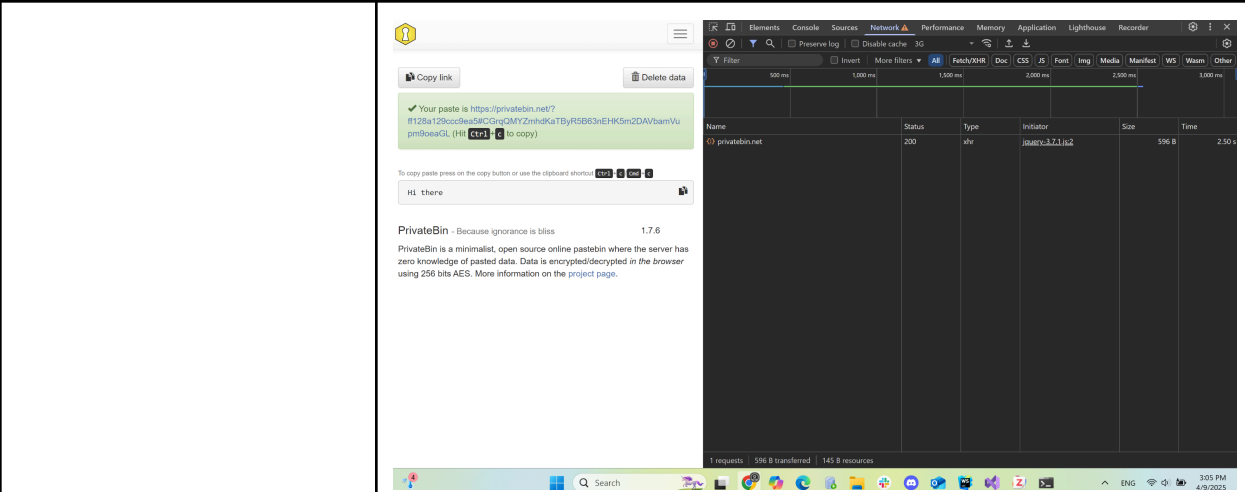 Elements Console Sources Network Performance Memory Application Lighthouse Recorder
Preserve log Disable cache 3G
Filter Invert More filters All Fetch/XHR Doc CSS JS Font Img Media Manifest WS Wasm Other
500 ms 1,000 ms 1,500 ms 2,000 ms 2,500 ms 3,000 ms
Name Status Type Initiator Size Time
privatebin.net 200 xhr jquery-3.7.1.js:2 596 B 2.50 s
1 requests 596 B transferred 145 B resources
Copy link Delete data
Your paste is https://privatebin.net/?
ff128a129ccc9ea5#CGrqQMYZmhdKaTByR5B63nEHK5m2DAVbamVu
pm9oeaGL (Hit Ctrl+c to copy)
To copy paste press on the copy button or use the clipboard shortcut Ctrl+c/Cmd+c
Hi there
PrivateBin - Because ignorance is bliss 1.7.6
PrivateBin is a minimalist, open source online pastebin where the server has
zero knowledge of pasted data. Data is encrypted/decrypted in the browser
using 256 bits AES. More information on the project page.
4 Search ENG 3:05 PM
4/9/2025